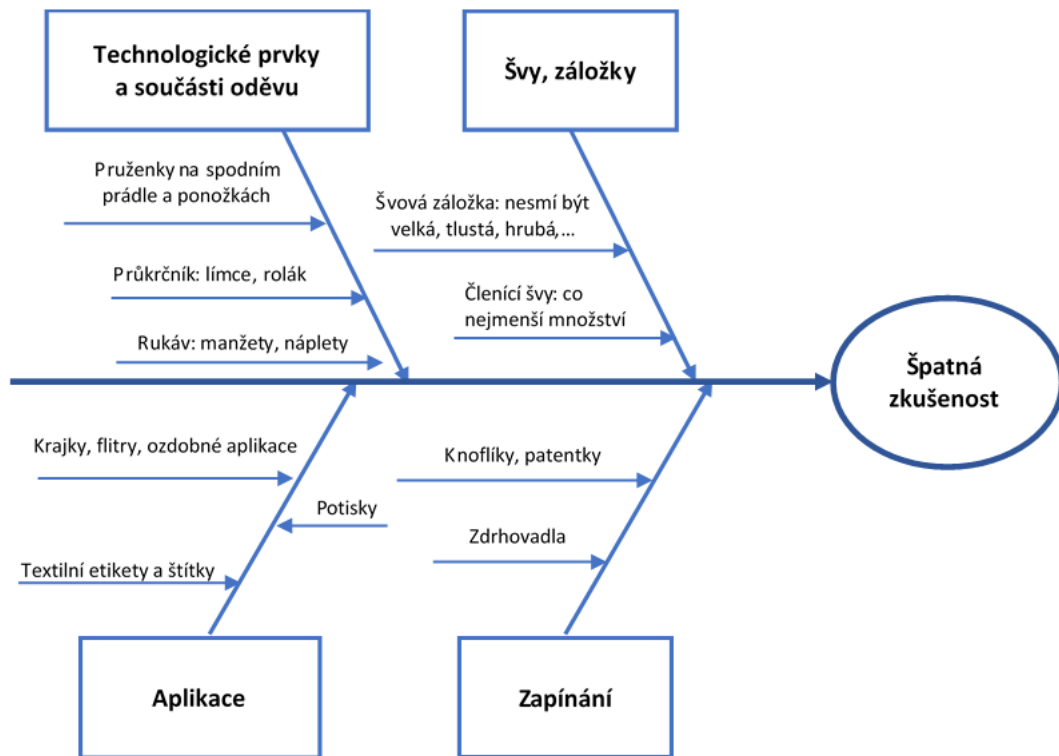 Technologické prvky
a součásti oděvu
Švy, záložky
Pruženky na spodním
prádle a ponožkách
Švová záložka: nesmí být
velká, tlustá, hrubá,...
Průkrčník: límce, rolák
Členící švy: co
nejmenší množství
Rukáv: manžety, náplety
Špatná
zkušenost
Krajky, flitry, ozdobné aplikace
Knoflíky, patentky
Potisky
Zdrhovadla
Textilní etikety a štítky
Aplikace
Zapínání